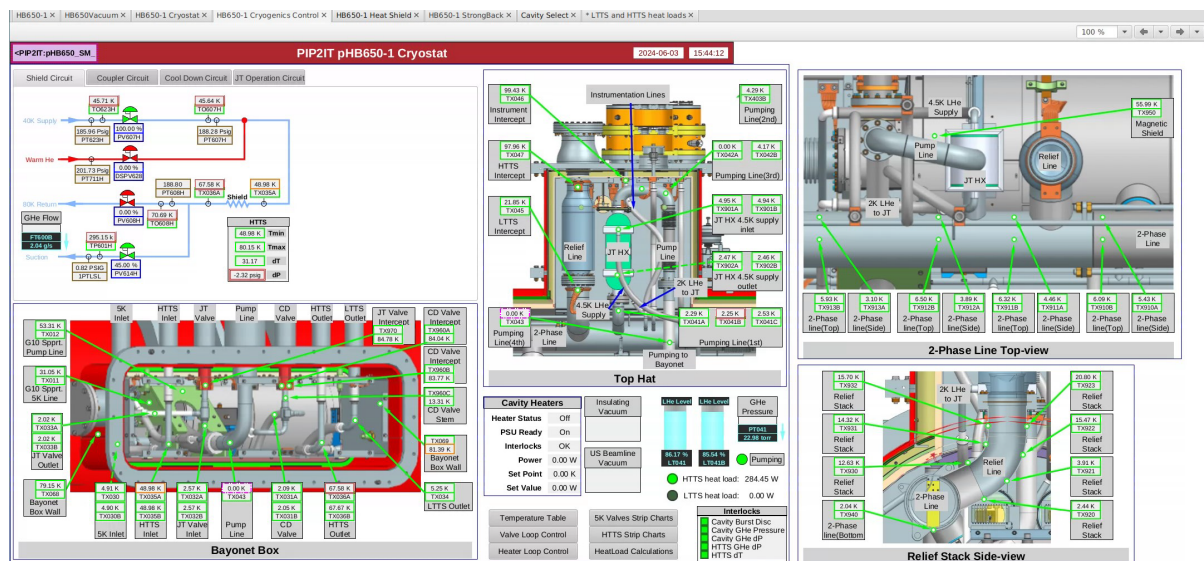 HB650-1 × HB650Vacuum × HB650-1 Cryostat × HB650-1 Cryogenics Control × HB650-1 Heat Shield × HB650-1 StrongBack × Cavity Select × * LTTS and HTTS heat loads ×
100 %
<PIP2IT:pHB650_SM_
PIP2IT pHB650-1 Cryostat
2024-06-03 15:44:12
Shield Circuit Coupler Circuit Cool Down Circuit JT Operation Circuit
45.71 K
TO623H
45.64 K
TO607H
40K Supply
185.96 Psig
PT623H
100.00 %
PV607H
188.28 Psig
PT607H
Warm He
201.73 Psig
PT711H
0.00 %
DSPV628
188.80
PT608H
67.58 K
TX036A
Shield
48.98 K
TX035A
80K Return
0.00 %
PV608H
70.69 K
TO608H
GHe Flow
FT600B
2.04 g/s
295.15 k
TP601H
Suction
0.82 PSIG
1PTLSL
45.00 %
PV614H
HTTS
48.98 K Tmin
80.15 K Tmax
31.17 dT
-2.32 psig dP
5K Inlet
HTTS Inlet
JT Valve
Pump Line
CD Valve
HTTS Outlet
LTTS Outlet
JT Valve Intercept
TX970
84.78 K
CD Valve Intercept
TX960A
84.04 K
CD Valve Intercept
TX960B
83.77 K
TX960C
13.31 K
CD Valve Stem
TX069
81.39 K
Bayonet Box Wall
5.25 K
TX034
LTTS Outlet
53.31 K
TX012
G10 Spprt. Pump Line
31.05 K
TX011
G10 Spprt. 5K Line
2.02 K
TX033A
2.02 K
TX033B
JT Valve Outlet
79.15 K
TX068
Bayonet Box Wall
4.91 K
TX030
4.90 K
TX030B
5K Inlet
48.98 K
TX035A
48.98 K
TX035B
HTTS Inlet
2.57 K
TX032A
2.57 K
TX032B
JT Valve Inlet
0.00 K
TX043
Pump Line
2.09 K
TX031A
2.05 K
TX031B
CD Valve
67.58 K
TX036A
67.67 K
TX036B
HTTS Outlet
Bayonet Box
99.43 K
TX046
Instrument Intercept
Instrumentation Lines
4.29 K
TX403B
Pumping Line(2nd)
97.96 K
TX047
HTTS Intercept
0.00 K
TX042A
4.17 K
TX042B
Pumping Line(3rd)
21.85 K
TX045
LTTS Intercept
4.95 K
TX901A
4.94 K
TX901B
JT HX 4.5K supply inlet
Relief Line
JT HX
Pump Line
2.47 K
TX902A
2.46 K
TX902B
JT HX 4.5K supply outlet
4.5K LHe Supply
2K LHe to JT
0.00 K
TX043
Pumping Line(4th)
2-Phase Line
2.29 K
TX041A
2.25 K
TX041B
2.53 K
TX041C
Pumping Line(1st)
Pumping to Bayonet
Top Hat
Cavity Heaters
Heater Status Off
PSU Ready On
Interlocks OK
Power 0.00 W
Set Point 0.00 K
Set Value 0.00 W
Insulating Vacuum
US Beamline Vacuum
LHe Level
86.17 %
LT041
LHe Level
85.54 %
LT041B
GHe Pressure
PT041
22.98 torr
Pumping
HTTS heat load: 284.45 W
LTTS heat load: 0.00 W
Temperature Table 5K Valves Strip Charts
Valve Loop Control HTTS Strip Charts
Heater Loop Control HeatLoad Calculations
Interlocks
Cavity Burst Disc
Cavity GHe Pressure
Cavity GHe dP
HTTS GHe dP
HTTS dT
4.5K LHe Supply
55.99 K
TX950
Magnetic Shield
Pump Line
JT HX
Relief Line
2K LHe to JT
2-Phase Line
5.93 K
TX913B
2-Phase line(Top)
3.10 K
TX913A
2-Phase line(Side)
6.50 K
TX912B
2-Phase line(Top)
3.89 K
TX912A
2-Phase line(Side)
6.32 K
TX911B
2-Phase line(Top)
4.46 K
TX911A
2-Phase line(Side)
6.09 K
TX910B
2-Phase line(Top)
5.43 K
TX910A
2-Phase line(Side)
2-Phase Line Top-view
15.70 K
TX932
Relief Stack
14.32 K
TX931
Relief Stack
12.63 K
TX930
Relief Stack
2.04 K
TX940
2-Phase line(Bottom
2K LHe to JT
Relief Line
2-Phase Line
20.80 K
TX923
Relief Stack
15.47 K
TX922
Relief Stack
3.91 K
TX921
Relief Stack
2.44 K
TX920
Relief Stack
Relief Stack Side-view